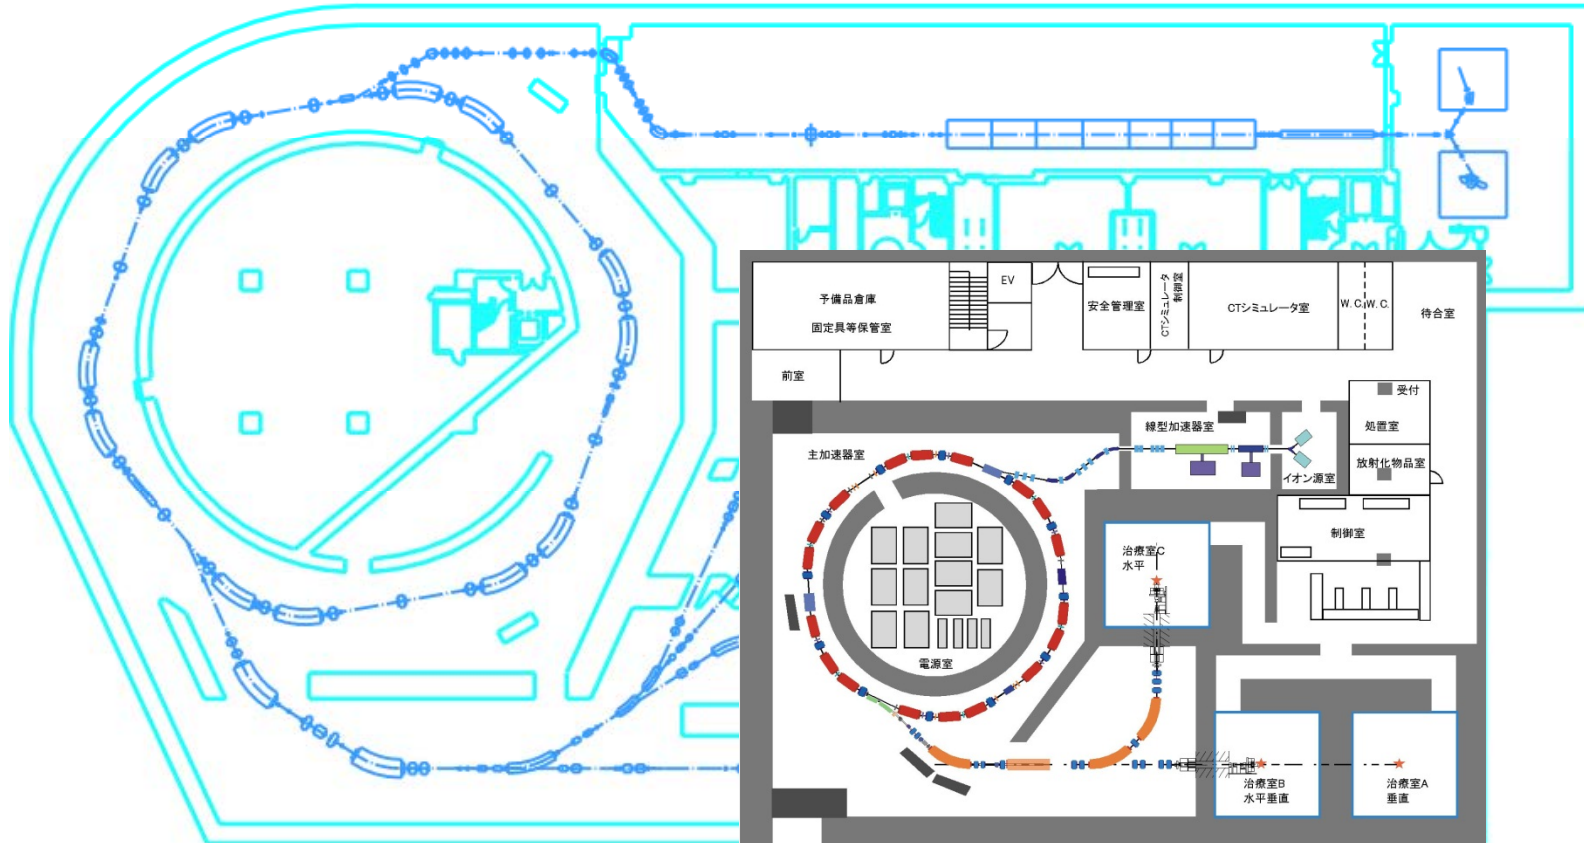 予備品倉庫
固定具等保管室
EV
安全管理室
CTシミュレータ
制御室
CTシミュレータ室
W.C.
W.C.
待合室
前室
受付
処置室
線型加速器室
主加速器室
イオン源室
放射化物品室
制御室
治療室C
水平
電源室
治療室B
水平垂直
治療室A
垂直